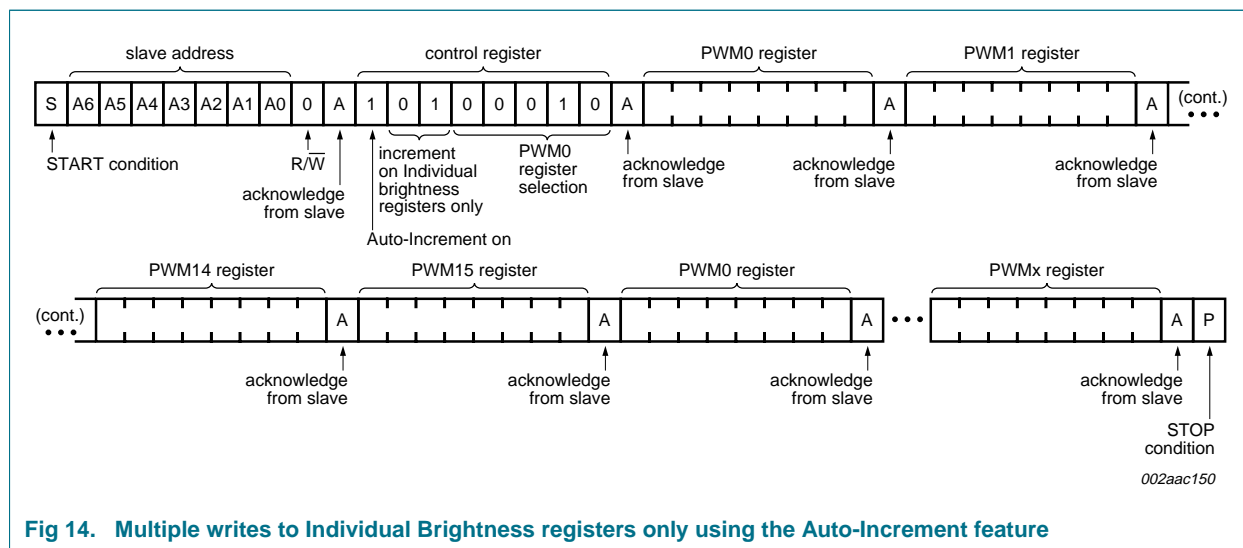 slave address control register PWM0 register PWM1 register
S A6 A5 A4 A3 A2 A1 A0 0 A 1 0 1 0 0 0 1 0 A A A (cont.)
START condition
R/W
acknowledge
from slave
Auto-Increment on
increment
on Individual
brightness
registers only
PWM0
register
selection
acknowledge
from slave
acknowledge
from slave
acknowledge
from slave
PWM14 register PWM15 register PWM0 register PWMx register
(cont.) A A A A P
acknowledge
from slave
acknowledge
from slave
acknowledge
from slave
acknowledge
from slave
STOP
condition
002aac150
Fig 14. Multiple writes to Individual Brightness registers only using the Auto-Increment feature